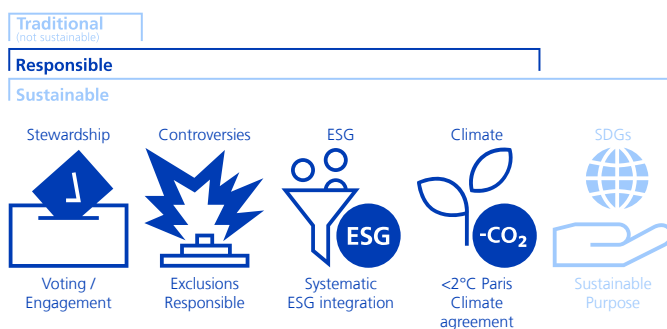 Traditional
(not sustainable)
Responsible
Sustainable
Stewardship
Controversies
ESG
Climate
SDGs
ESG
-CO₂
Voting /
Engagement
Exclusions
Responsible
Systematic
ESG integration
<2°C Paris
Climate
agreement
Sustainable
Purpose